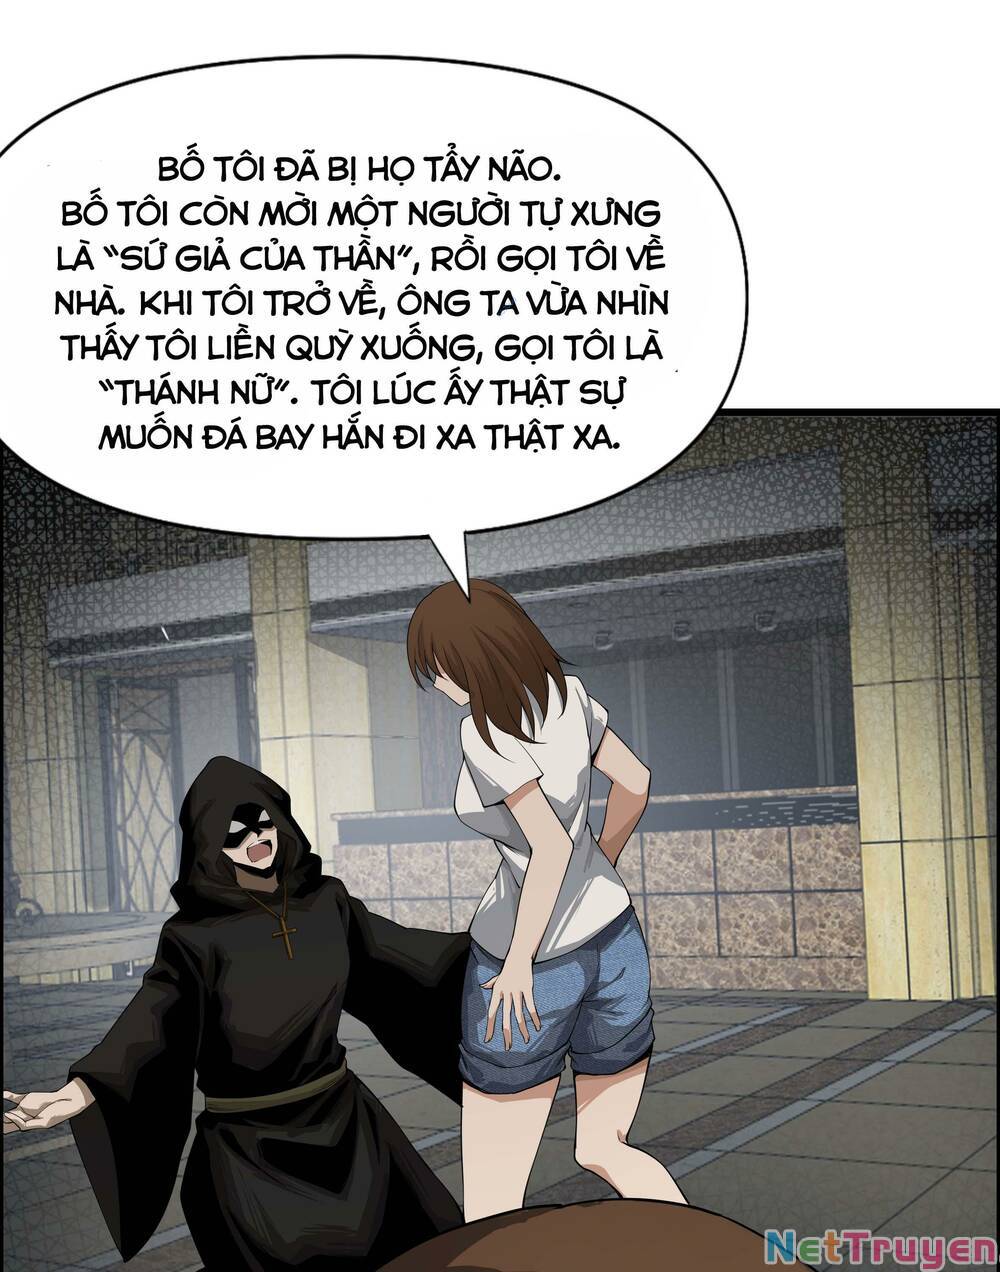 BỐ TÔI ĐÃ BỊ HỌ TẨY NÃO.
BỐ TÔI CÒN MỜI MỘT NGƯỜI TỰ XƯNG
LÀ "SỨ GIẢ CỦA THẦN", RỒI GỌI TÔI VỀ
NHÀ. KHI TÔI TRỞ VỀ, ÔNG TA VỪA NHÌN
THẤY TÔI LIỀN QUỲ XUỐNG, GỌI TÔI LÀ
"THÁNH NỮ". TÔI LÚC ẤY THẬT SỰ
MUỐN ĐÁ BAY HẮN ĐI XA THẬT XA.
NetTruyen